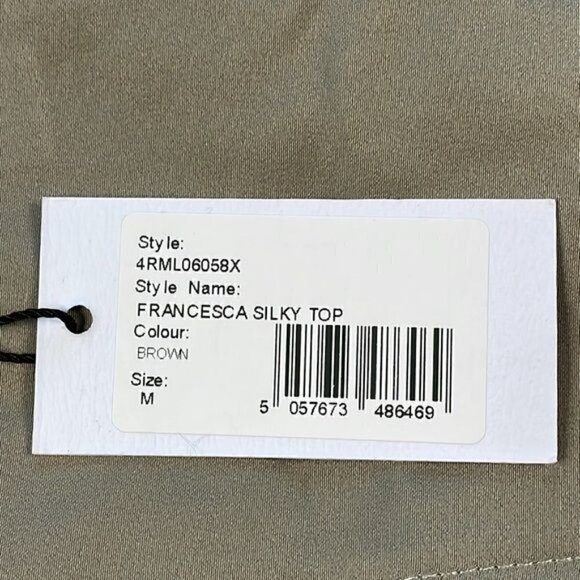 Style:
4RML06058X
Style Name:
FRANCESCA SILKY TOP
Colour:
BROWN
Size:
M
5 057673 486469